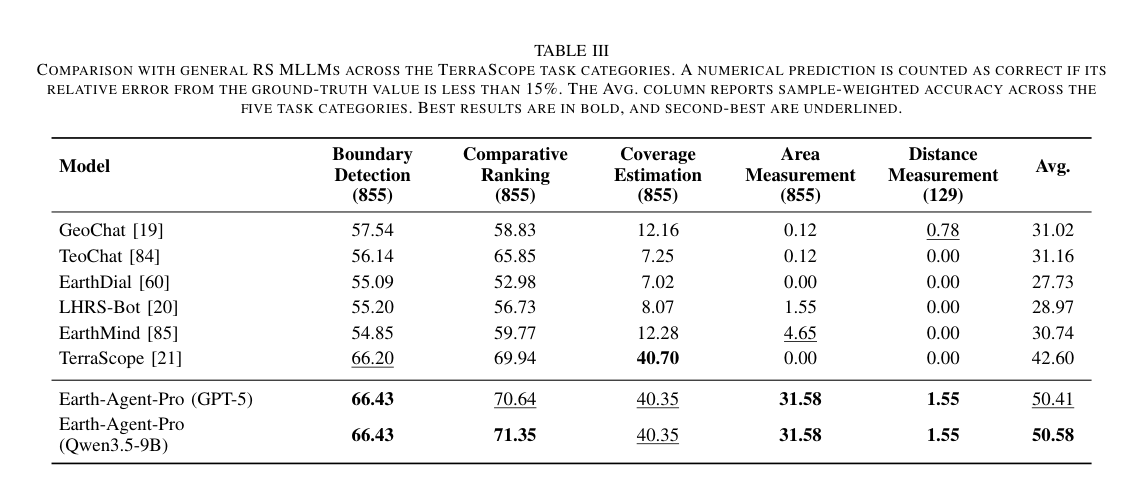 TABLE III
COMPARISON WITH GENERAL RS MLLMS ACROSS THE TERRASCOPE TASK CATEGORIES. A NUMERICAL PREDICTION IS COUNTED AS CORRECT IF ITS
RELATIVE ERROR FROM THE GROUND-TRUTH VALUE IS LESS THAN 15%. THE AVG. COLUMN REPORTS SAMPLE-WEIGHTED ACCURACY ACROSS THE
FIVE TASK CATEGORIES. BEST RESULTS ARE IN BOLD, AND SECOND-BEST ARE UNDERLINED.
Model Boundary Detection (855) Comparative Ranking (855) Coverage Estimation (855) Area Measurement (855) Distance Measurement (129) Avg.
GeoChat [19] 57.54 58.83 12.16 0.12 0.78 31.02
TeoChat [84] 56.14 65.85 7.25 0.12 0.00 31.16
EarthDial [60] 55.09 52.98 7.02 0.00 0.00 27.73
LHRS-Bot [20] 55.20 56.73 8.07 1.55 0.00 28.97
EarthMind [85] 54.85 59.77 12.28 4.65 0.00 30.74
TerraScope [21] 66.20 69.94 40.70 0.00 0.00 42.60
Earth-Agent-Pro (GPT-5) 66.43 70.64 40.35 31.58 1.55 50.41
Earth-Agent-Pro
(Qwen3.5-9B) 66.43 71.35 40.35 31.58 1.55 50.58